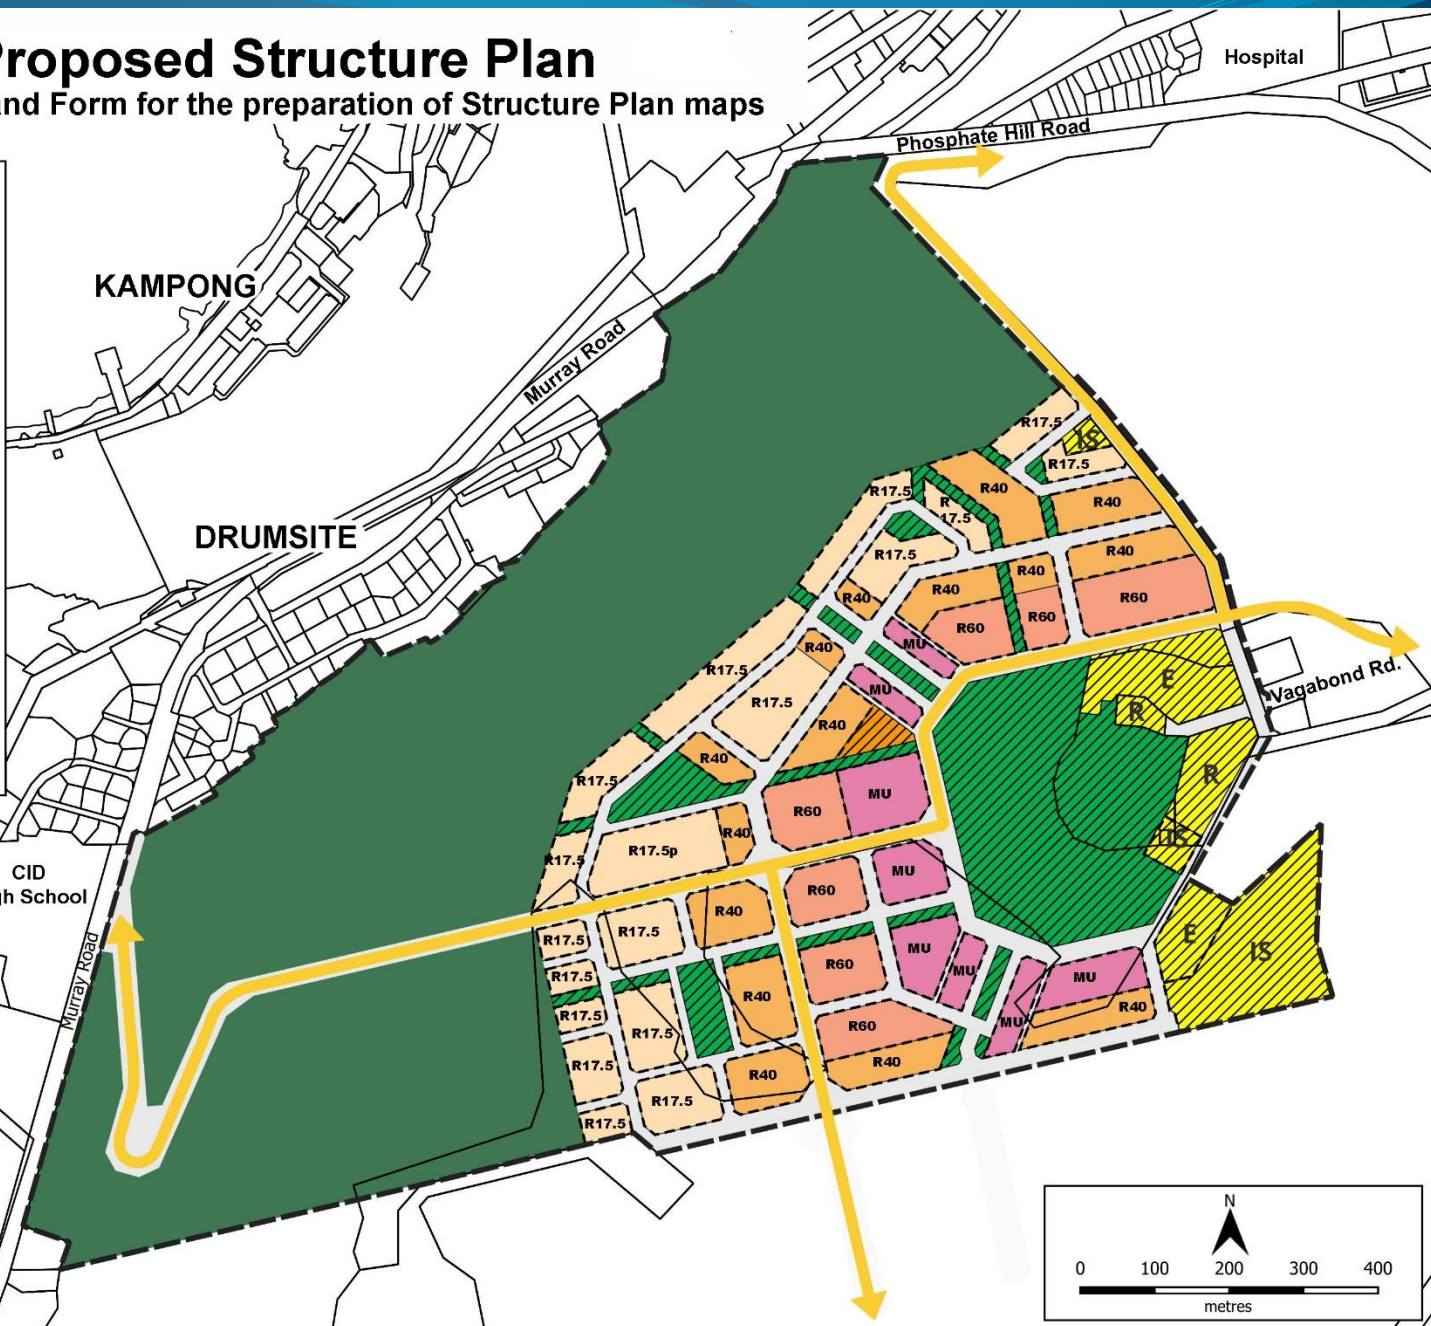 Proposed Structure Plan
and Form for the preparation of Structure Plan maps
Hospital
Phosphate Hill Road
KAMPONG
Murray Road
DRUMSITE
R17.5
IS
R17.5
R40
R17.5
R
17.5
R40
R17.5
R40
R40
R40
R40
R60
R60
R60
MU
R40
R17.5
MU
E
Vagabond Rd.
R
R17.5
R40
R40
R17.5
MU
R
R60
R17.5p
R40
IS
R17.5
CID
gh School
MU
R60
R40
R17.5
R17.5
E
IS
MU
MU
R60
R17.5
MU
R40
R17.5
MU
R40
R60
R17.5
R40
R17.5
R40
R17.5
R17.5
Murray Road
N
0 100 200 300 400
metres